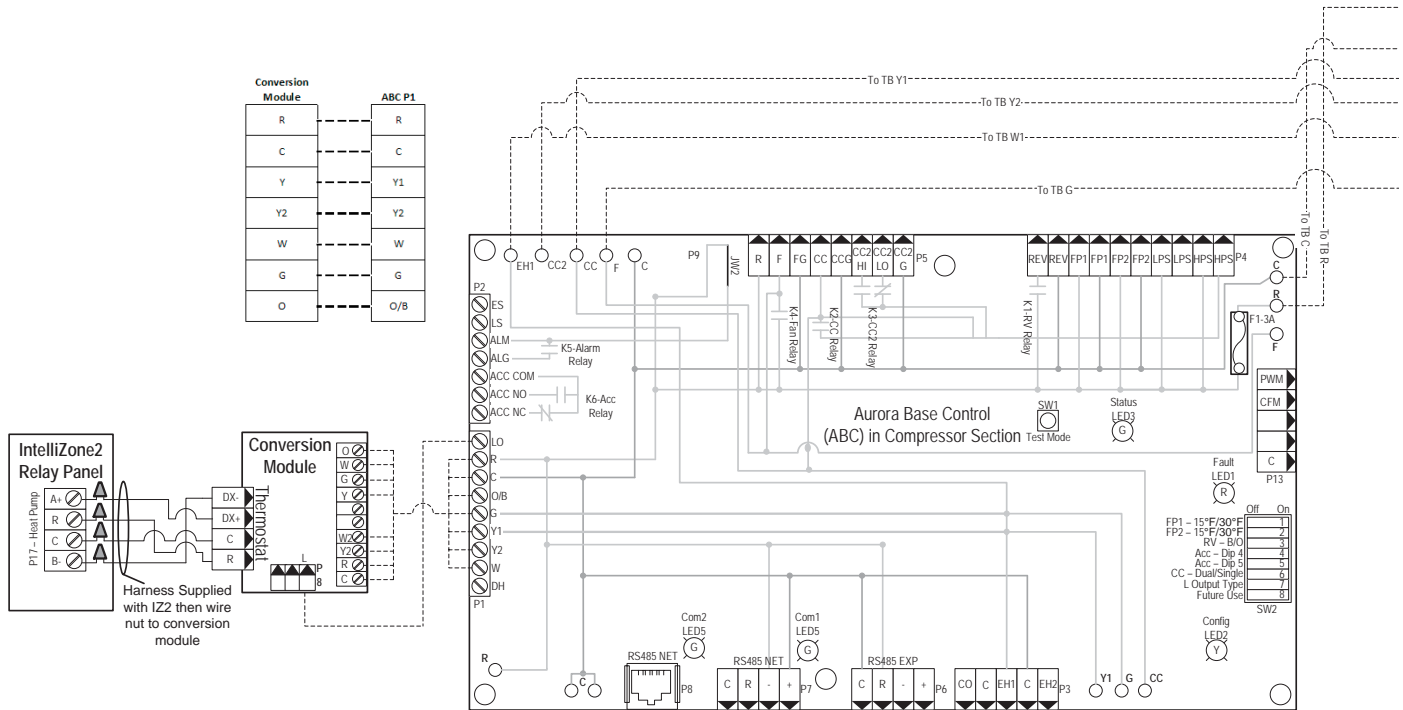 Conversion
Module
ABC P1
R
R
C
C
Y
Y1
Y2
Y2
W
W
G
G
O
O/B
To TB Y1
To TB Y2
To TB W1
To TB G
To TB C
To TB R
EH1
CC2
CC
F
C
P9
JW2
R
F
FG
CC
CCG
CC2 HI
CC2 LO
CC2 G
P5
REV
REV
FP1
FP1
FP2
FP2
LPS
LPS
HPS
HPS
P4
C
R
F1-3A
F
P2
ES
LS
ALM
ALG
ACC COM
ACC NO
ACC NC
K5-Alarm
Relay
K6-Acc
Relay
K4-Fan Relay
K2-CC Relay
K3-CC2 Relay
K1-RV Relay
PWM
CFM
C
P13
Aurora Base Control
(ABC) in Compressor Section
SW1
Test Mode
Status
LED3
G
Fault
LED1
R
LO
R
C
O/B
G
Y1
Y2
W
DH
P1
IntelliZone2
Relay Panel
P17 – Heat Pump
A+
R
C
B-
Harness Supplied
with IZ2 then wire
nut to conversion
module
Conversion
Module
Thermostat
DX-
DX+
C
R
L
P
8
O
W
G
Y
W2
Y2
R
C
Off On
FP1 – 15°F/30°F 1
FP2 – 15°F/30°F 2
RV – B/O 3
Acc – Dip 4 4
Acc – Dip 5 5
CC – Dual/Single 6
L Output Type 7
Future Use 8
SW2
Config
LED2
Y
R
C
RS485 NET
P8
Com2
LED5
G
RS485 NET
C
R
-
+
P7
Com1
LED5
G
RS485 EXP
C
R
-
+
P6
CO
C
EH1
C
EH2
P3
Y1
G
CC